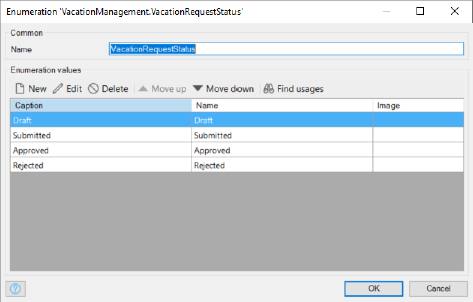 Enumeration 'VacationManagement.VacationRequestStatus'
Common
Name VacationRequestStatus
Enumeration values
New Edit Delete Move up Move down Find usages
Caption Name Image
Draft Draft
Submitted Submitted
Approved Approved
Rejected Rejected
? OK Cancel